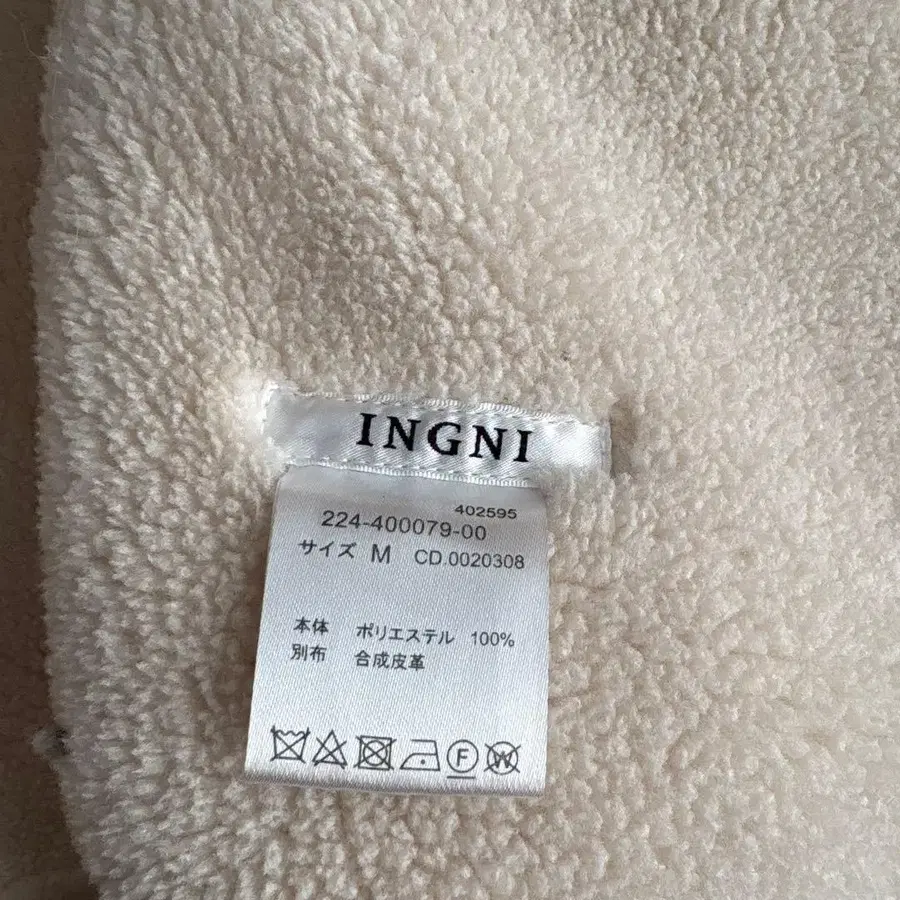 INGNI
402595
224-400079-00
サイズ M CD.0020308
本体 ポリエステル 100%
別布 合成皮革
F W